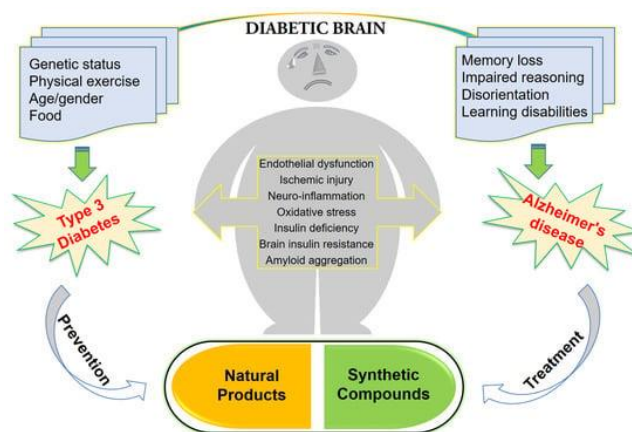 DIABETIC BRAIN
Genetic status
Physical exercise
Age/gender
Food
Memory loss
Impaired reasoning
Disorientation
Learning disabilities
Endothelial dysfunction
Ischemic injury
Neuro-inflammation
Oxidative stress
Insulin deficiency
Brain insulin resistance
Amyloid aggregation
Type 3
Diabetes
Alzheimer's
disease
Prevention
Treatment
Natural
Products
Synthetic
Compounds